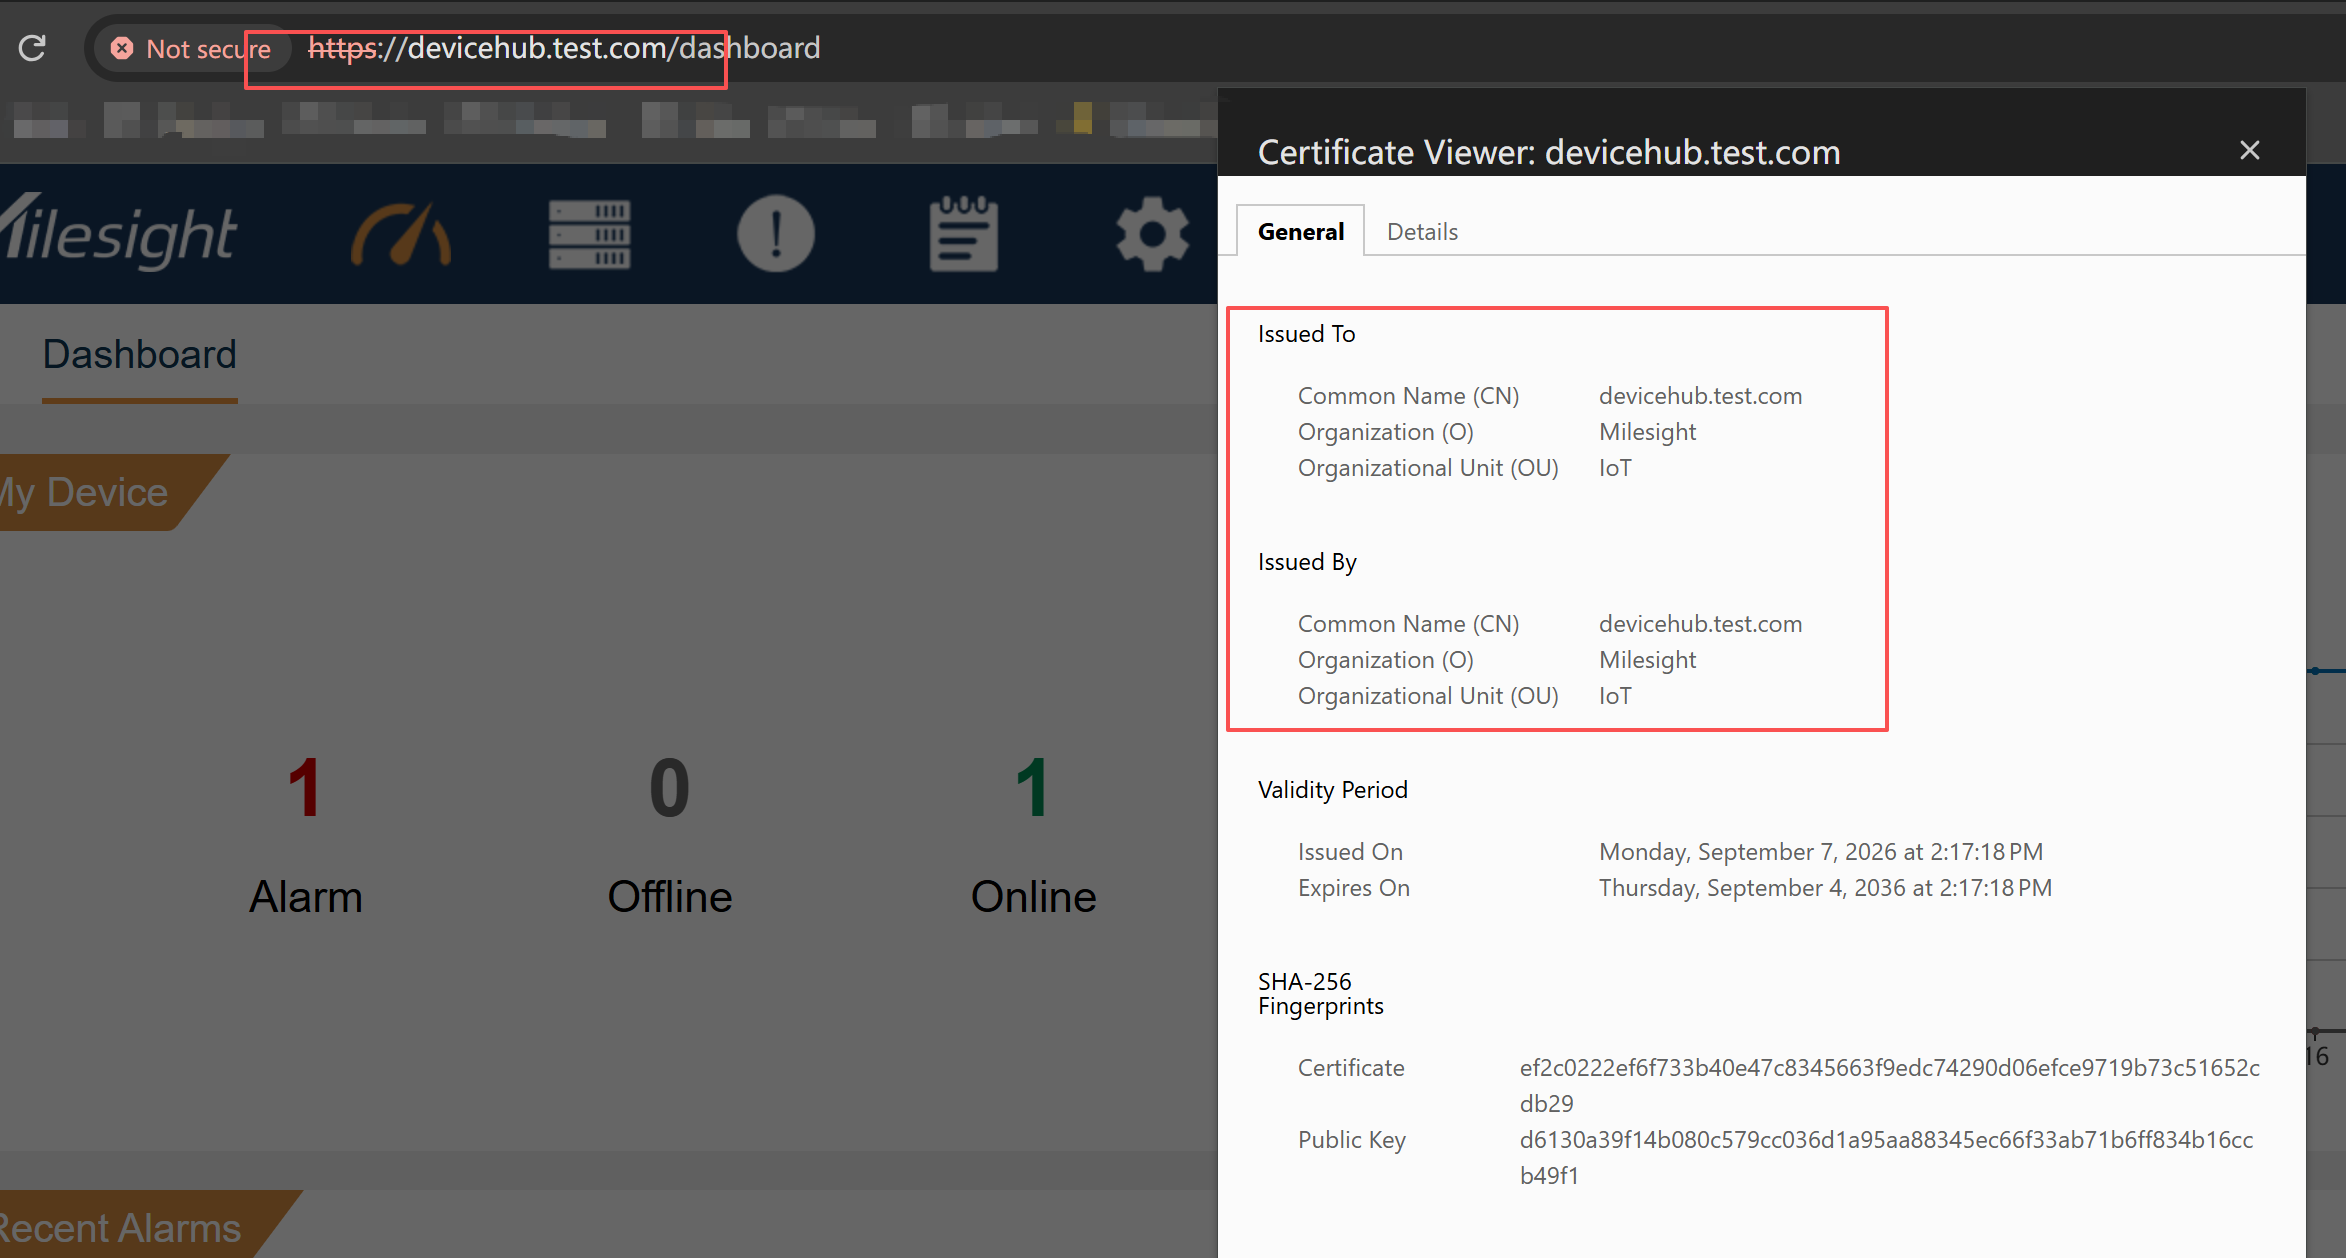 Not secure https://devicehub.test.com/dashboard
Milesight
Dashboard
My Device
1
0
1
Alarm
Offline
Online
Recent Alarms
Certificate Viewer: devicehub.test.com
General
Details
Issued To
Common Name (CN) devicehub.test.com
Organization (O) Milesight
Organizational Unit (OU) IoT
Issued By
Common Name (CN) devicehub.test.com
Organization (O) Milesight
Organizational Unit (OU) IoT
Validity Period
Issued On Monday, September 7, 2026 at 2:17:18 PM
Expires On Thursday, September 4, 2036 at 2:17:18 PM
SHA-256
Fingerprints
Certificate ef2c0222ef6f733b40e47c8345663f9edc74290d06efce9719b73c51652c
db29
Public Key d6130a39f14b080c579cc036d1a95aa88345ec66f33ab71b6ff834b16cc
b49f1
16